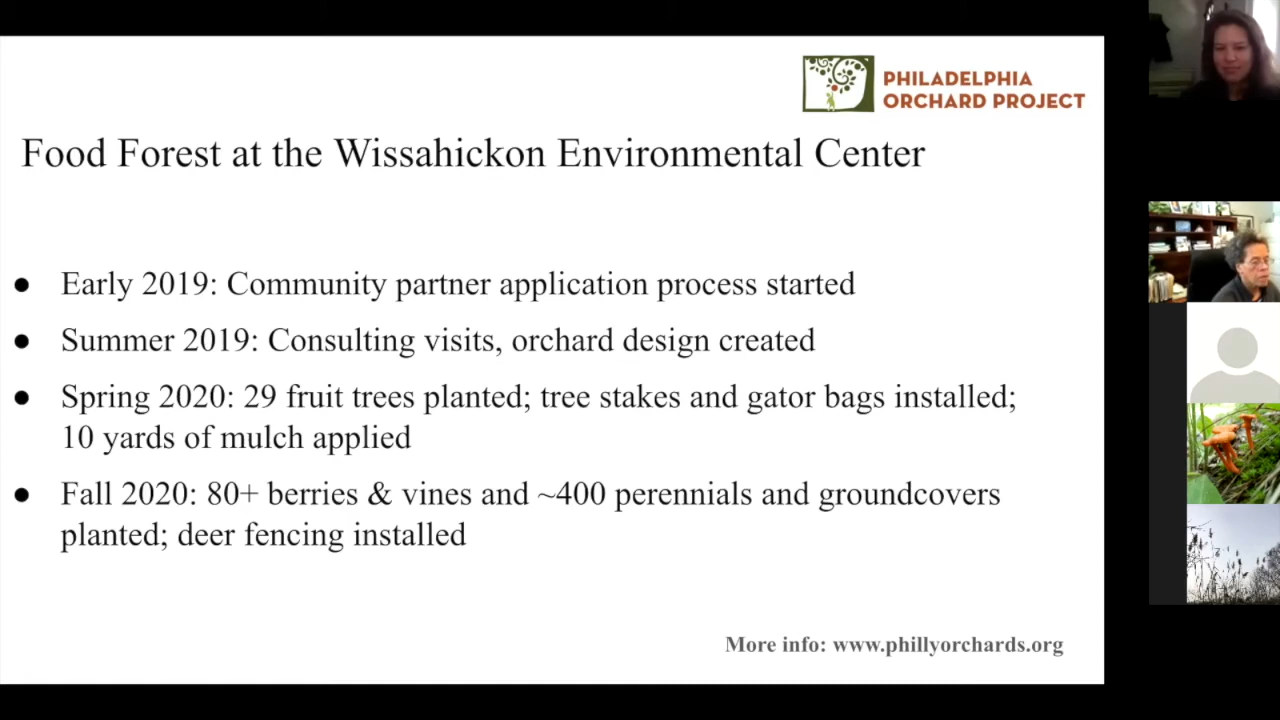 PHILADELPHIA
ORCHARD PROJECT
Food Forest at the Wissahickon Environmental Center
● Early 2019: Community partner application process started
● Summer 2019: Consulting visits, orchard design created
● Spring 2020: 29 fruit trees planted; tree stakes and gator bags installed;
10 yards of mulch applied
● Fall 2020: 80+ berries & vines and ~400 perennials and groundcovers
planted; deer fencing installed
More info: www.phillyorchards.org